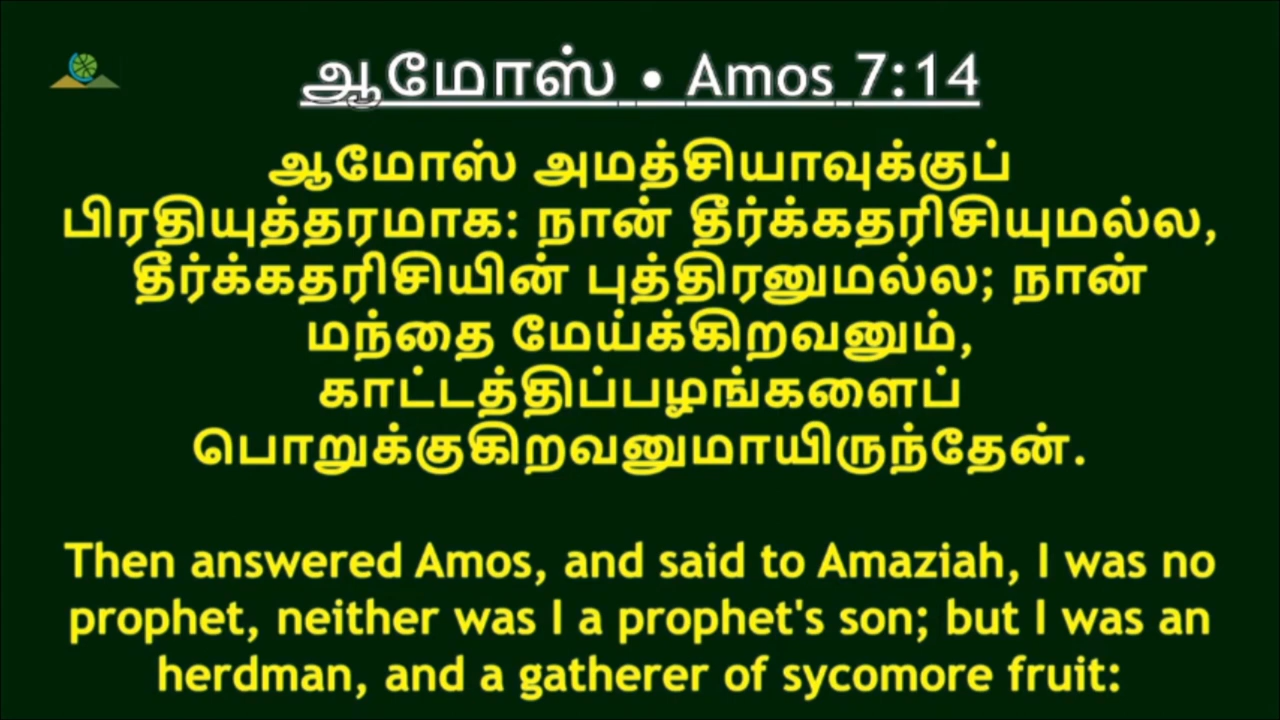 ஆமோஸ் • Amos 7:14
ஆமோஸ் அமத்சியாவுக்குப்
பிரதியுத்தரமாக: நான் தீர்க்கதரிசியுமல்ல,
தீர்க்கதரிசியின் புத்திரனுமல்ல; நான்
மந்தை மேய்க்கிறவனும்,
காட்டத்திப்பழங்களைப்
பொறுக்குகிறவனுமாயிருந்தேன்.
Then answered Amos, and said to Amaziah, I was no
prophet, neither was I a prophet's son; but I was an
herdman, and a gatherer of sycomore fruit: